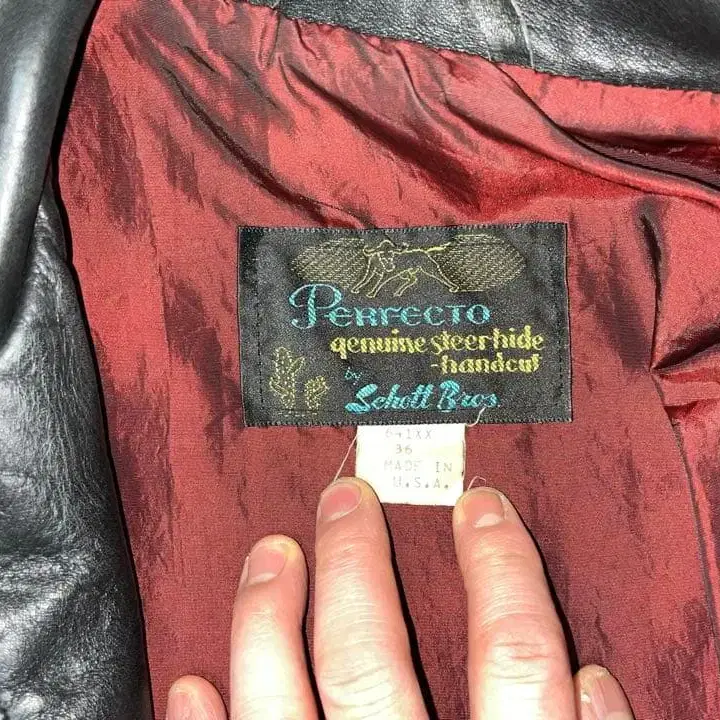 PERFECTO
genuine steerhide
-handcut
by
Schott Bros.
641XX
36
MADE IN
U.S.A.